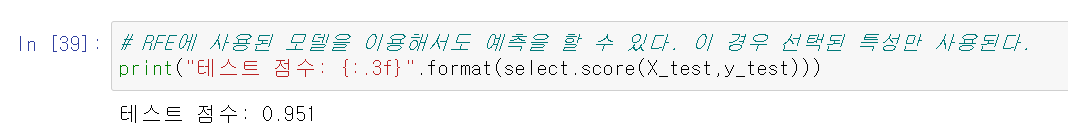 In [39]: # RFE에 사용된 모델을 이용해서도 예측을 할 수 있다. 이 경우 선택된 특성만 사용된다.
print("테스트 점수: {:.3f}".format(select.score(X_test,y_test)))
테스트 점수: 0.951